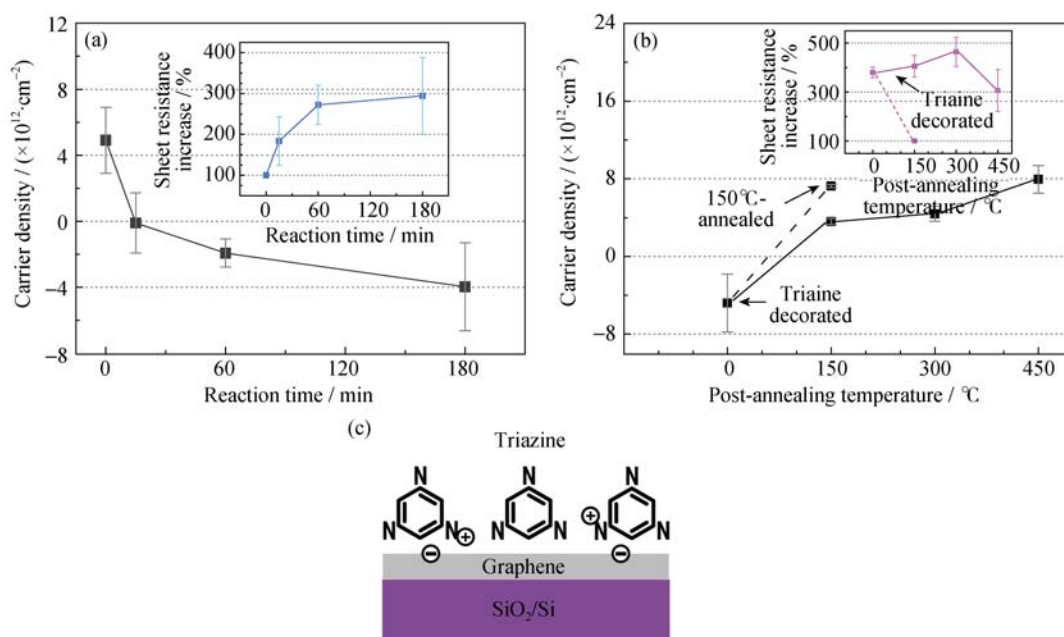 (a)
Carrier density / (×10¹²·cm⁻²)
12
8
4
0
−4
−8
0
60
120
180
Reaction time / min
Sheet resistance
increase / %
400
300
200
100
0
60
120
180
Reaction time / min
(b)
Carrier density / (×10¹²·cm⁻²)
24
16
8
0
−8
0
150
300
450
Post-annealing temperature / ℃
Sheet resistance
increase / %
500
300
100
0
150
300
450
Post-annealing
temperature / ℃
Triaine
decorated
150℃-
annealed
Triaine
decorated
(c)
Triazine
N
N
N
N
N
N
N
N
N
+
+
−
−
Graphene
SiO₂/Si